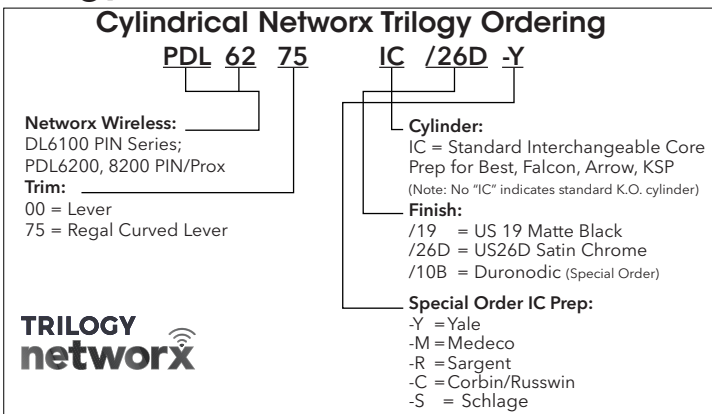 Cylindrical Networx Trilogy Ordering
PDL 62 75 IC /26D -Y
Networx Wireless:
DL6100 PIN Series;
PDL6200, 8200 PIN/Prox
Trim:
00 = Lever
75 = Regal Curved Lever
Cylinder:
IC = Standard Interchangeable Core
Prep for Best, Falcon, Arrow, KSP
(Note: No "IC" indicates standard K.O. cylinder)
Finish:
/19 = US 19 Matte Black
/26D = US26D Satin Chrome
/10B = Duronodic (Special Order)
Special Order IC Prep:
-Y =Yale
-M =Medeco
-R =Sargent
-C =Corbin/Russwin
-S = Schlage
TRILOGY
networx